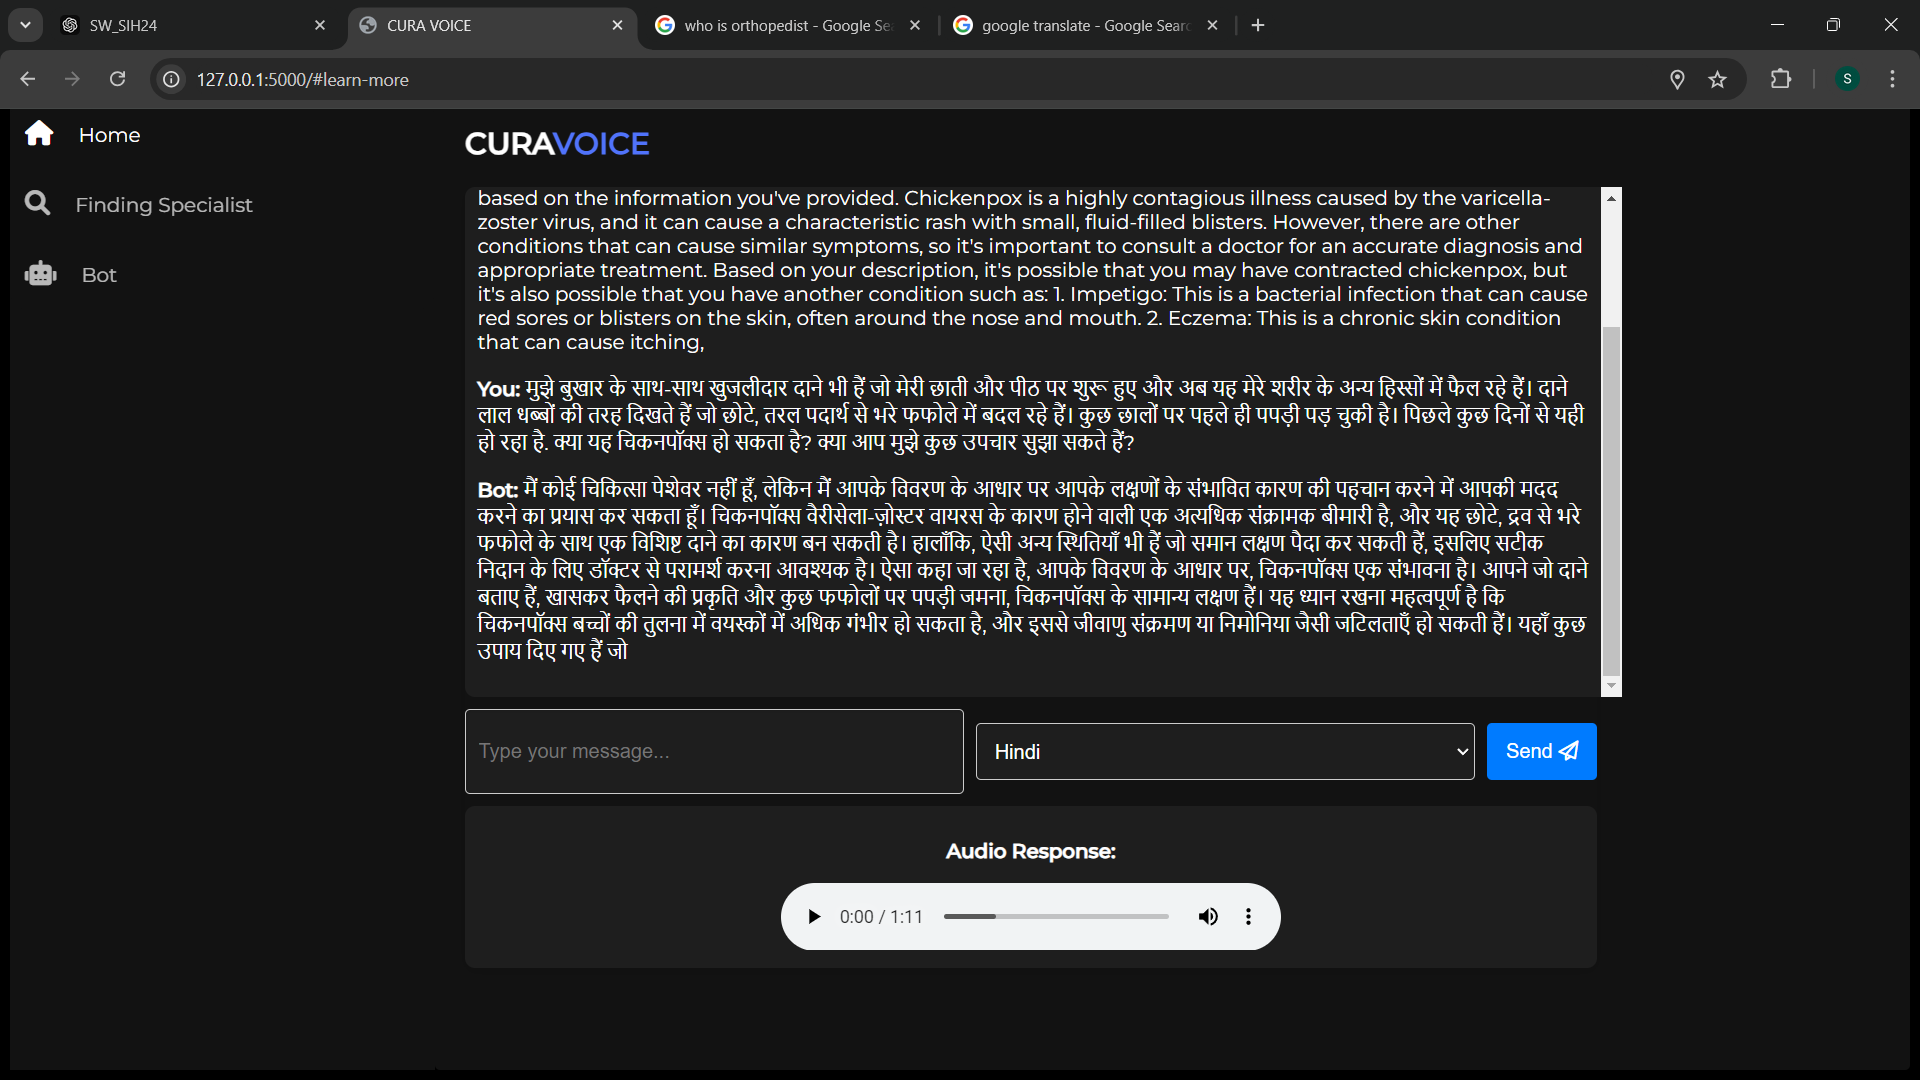 SW_SIH24
CURA VOICE
who is orthopedist - Google Se
google translate - Google Searc
127.0.0.1:5000/#learn-more
S
Home
Finding Specialist
Bot
CURAVOICE
based on the information you've provided. Chickenpox is a highly contagious illness caused by the varicella-
zoster virus, and it can cause a characteristic rash with small, fluid-filled blisters. However, there are other
conditions that can cause similar symptoms, so it's important to consult a doctor for an accurate diagnosis and
appropriate treatment. Based on your description, it's possible that you may have contracted chickenpox, but
it's also possible that you have another condition such as: 1. Impetigo: This is a bacterial infection that can cause
red sores or blisters on the skin, often around the nose and mouth. 2. Eczema: This is a chronic skin condition
that can cause itching,
You: मुझे बुखार के साथ-साथ खुजलीदार दाने भी हैं जो मेरी छाती और पीठ पर शुरू हुए और अब यह मेरे शरीर के अन्य हिस्सों में फैल रहे हैं। दाने
लाल धब्बों की तरह दिखते हैं जो छोटे, तरल पदार्थ से भरे फफोले में बदल रहे हैं। कुछ छालों पर पहले ही पपड़ी पड़ चुकी है। पिछले कुछ दिनों से यही
हो रहा है. क्या यह चिकनपॉक्स हो सकता है? क्या आप मुझे कुछ उपचार सुझा सकते हैं?
Bot: मैं कोई चिकित्सा पेशेवर नहीं हूँ, लेकिन मैं आपके विवरण के आधार पर आपके लक्षणों के संभावित कारण की पहचान करने में आपकी मदद
करने का प्रयास कर सकता हूँ। चिकनपॉक्स वैरीसेला-ज़ोस्टर वायरस के कारण होने वाली एक अत्यधिक संक्रामक बीमारी है, और यह छोटे, द्रव से भरे
फफोले के साथ एक विशिष्ट दाने का कारण बन सकती है। हालाँकि, ऐसी अन्य स्थितियाँ भी हैं जो समान लक्षण पैदा कर सकती हैं, इसलिए सटीक
निदान के लिए डॉक्टर से परामर्श करना आवश्यक है। ऐसा कहा जा रहा है, आपके विवरण के आधार पर, चिकनपॉक्स एक संभावना है। आपने जो दाने
बताए हैं, खासकर फैलने की प्रकृति और कुछ फफोलों पर पपड़ी जमना, चिकनपॉक्स के सामान्य लक्षण हैं। यह ध्यान रखना महत्वपूर्ण है कि
चिकनपॉक्स बच्चों की तुलना में वयस्कों में अधिक गंभीर हो सकता है, और इससे जीवाणु संक्रमण या निमोनिया जैसी जटिलताएँ हो सकती हैं। यहाँ कुछ
उपाय दिए गए हैं जो
Type your message...
Hindi
Send
Audio Response:
0:00 / 1:11